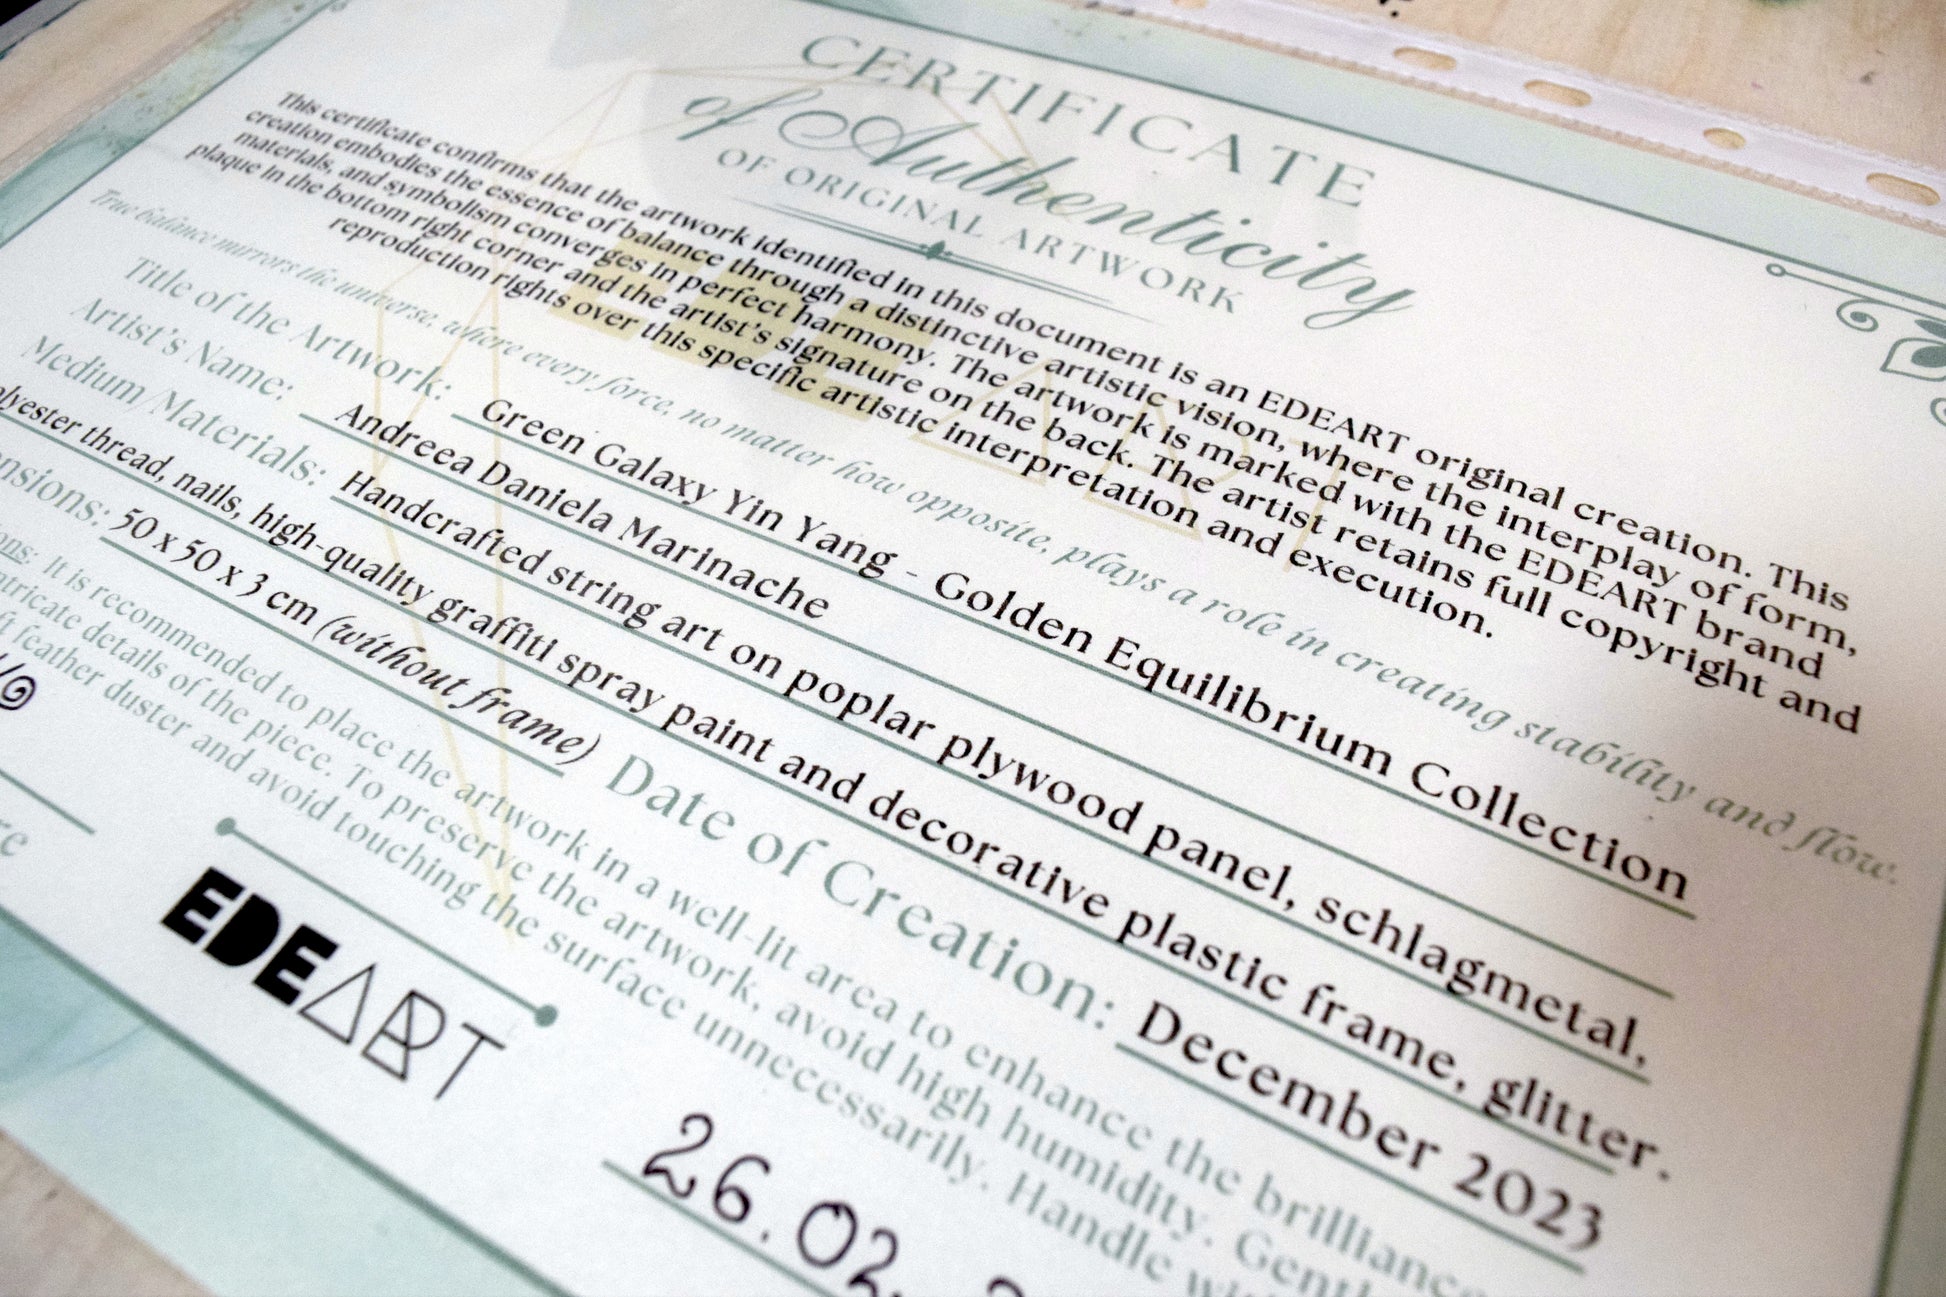 CERTIFICATE
of Authenticity
OF ORIGINAL ARTWORK
This certificate confirms that the artwork identified in this document is an EDEART original creation. This
creation embodies the essence of balance through a distinctive artistic vision, where the interplay of form,
materials, and symbolism converges in perfect harmony. The artwork is marked with the EDEART brand
plaque in the bottom right corner and the artist's signature on the back. The artist retains full copyright and
reproduction rights over this specific artistic interpretation and execution.
True balance mirrors the universe, where every force, no matter how opposite, plays a role in creating stability and flow.
Title of the Artwork: Green Galaxy Yin Yang - Golden Equilibrium Collection
Artist's Name: Andreea Daniela Marinache
Medium/Materials: Handcrafted string art on poplar plywood panel, schlagmetal,
thread, nails, high-quality graffiti spray paint and decorative plastic frame, glitter.
50 x 50 x 3 cm (without frame) Date of Creation: December 2023
It is recommended to place the artwork in a well-lit area to enhance the
details of the piece. To preserve the artwork, avoid high humidity.
feather duster and avoid touching the surface unnecessarily. Handle
EDEART
26.02.